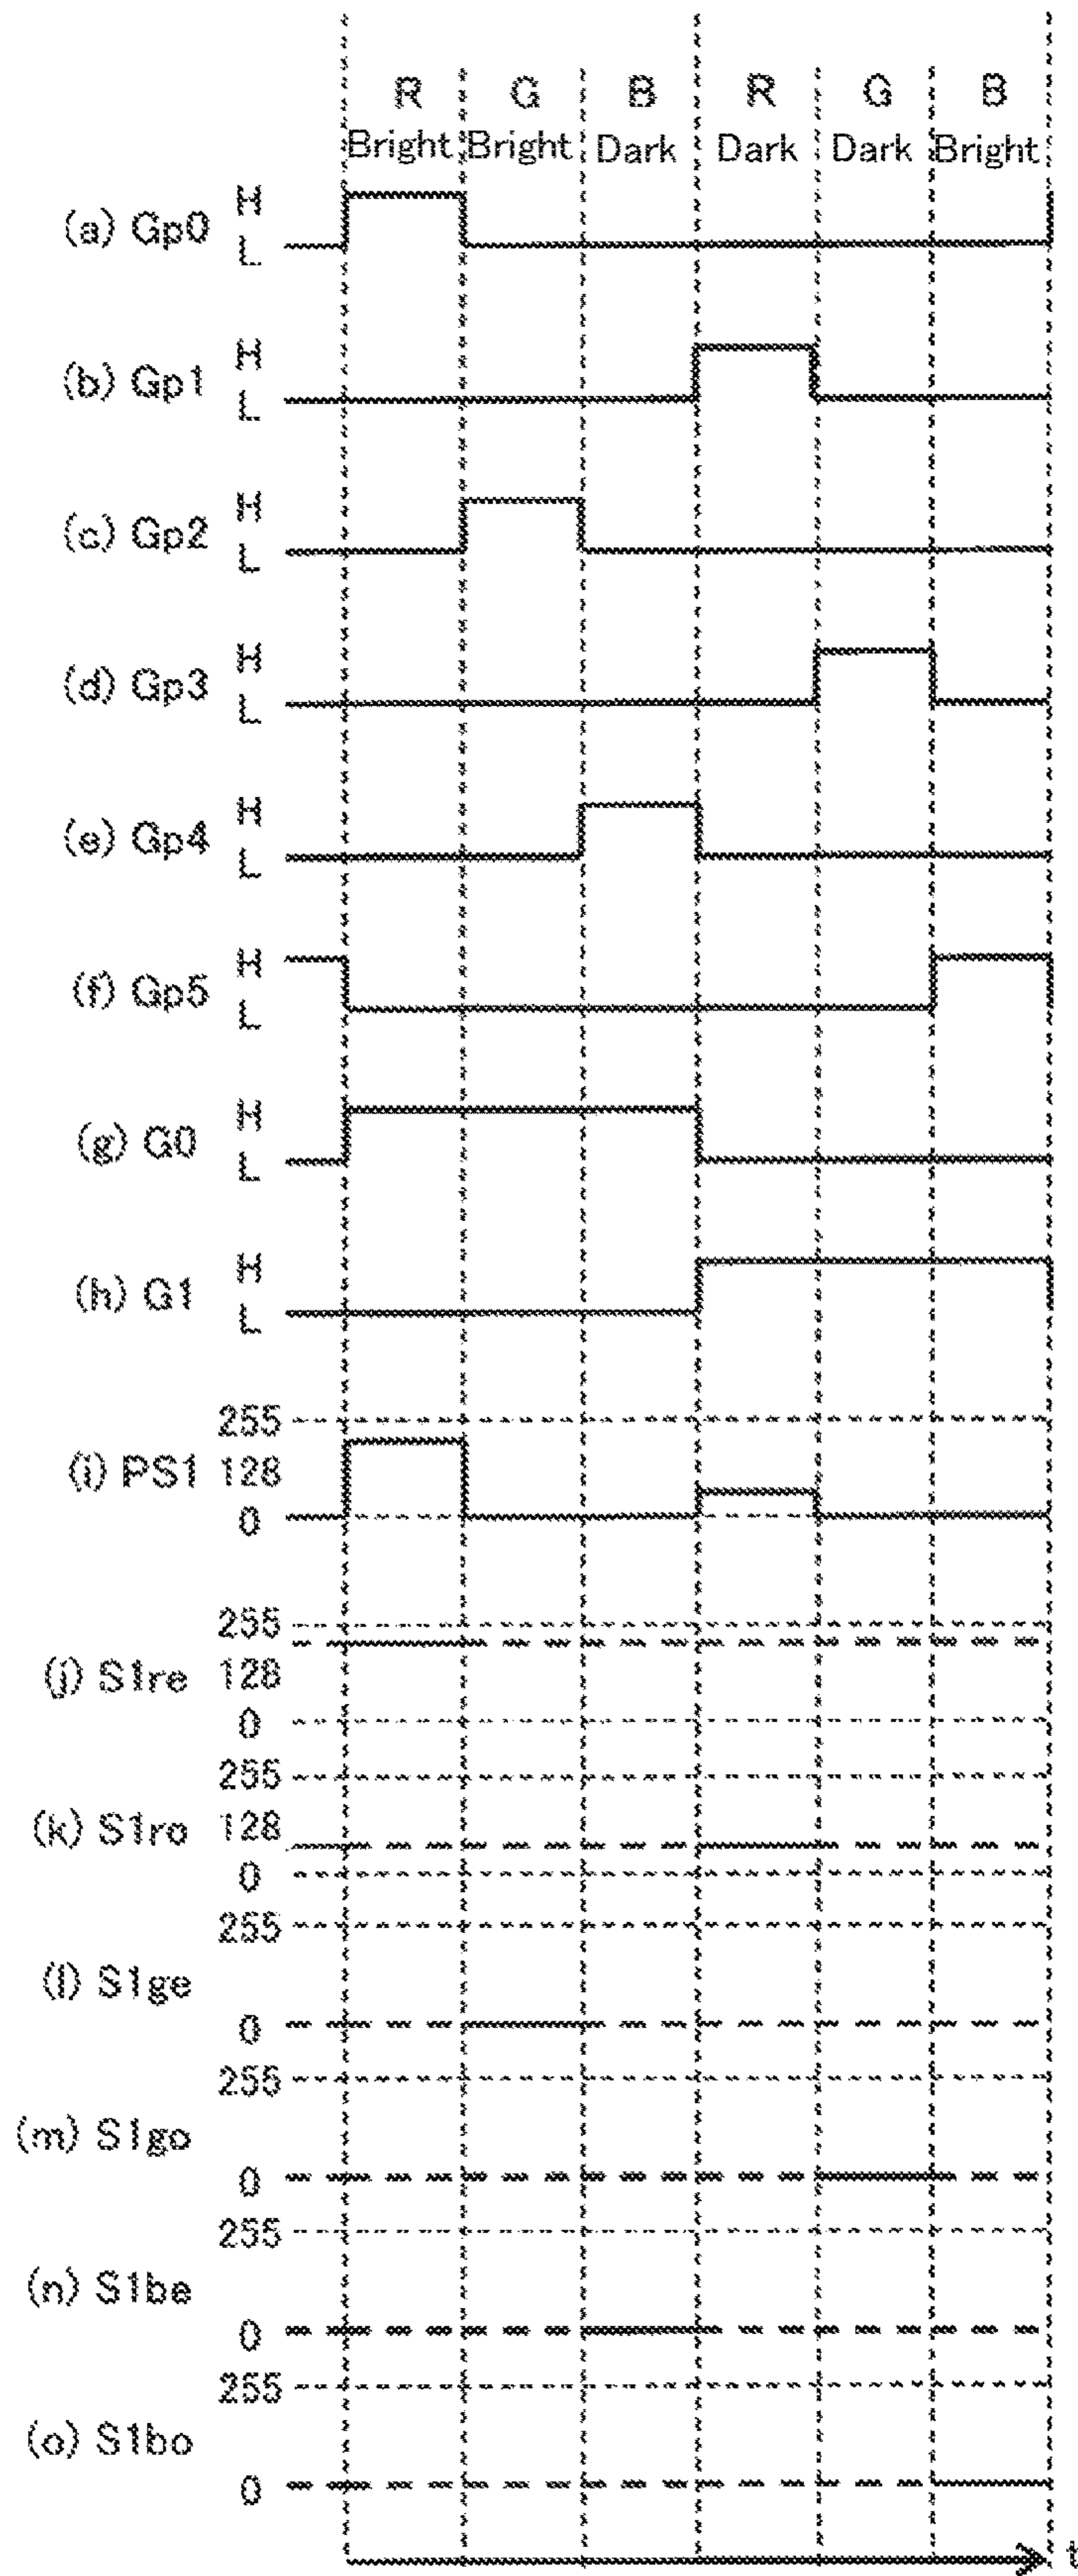 R G B R G B
Bright Bright Dark Dark Dark Bright
(a) Gp0 H L
(b) Gp1 H L
(c) Gp2 H L
(d) Gp3 H L
(e) Gp4 H L
(f) Gp5 H L
(g) G0 H L
(h) G1 H L
(i) PS1 255 128 0
(j) S1re 255 128 0
(k) S1ro 255 128 0
(l) S1ge 255 0
(m) S1go 255 0
(n) S1be 255 0
(o) S1bo 255 0
t